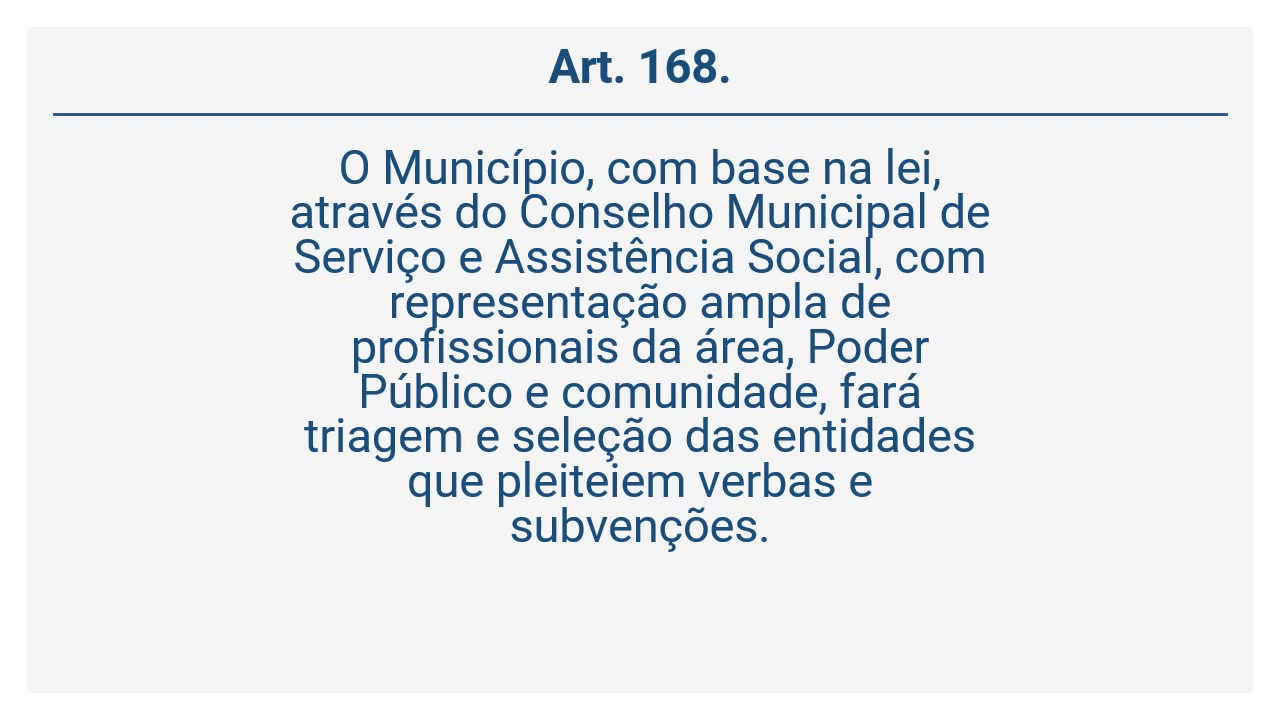 Art. 168.
O Município, com base na lei,
através do Conselho Municipal de
Serviço e Assistência Social, com
representação ampla de
profissionais da área, Poder
Público e comunidade, fará
triagem e seleção das entidades
que pleiteiem verbas e
subvenções.